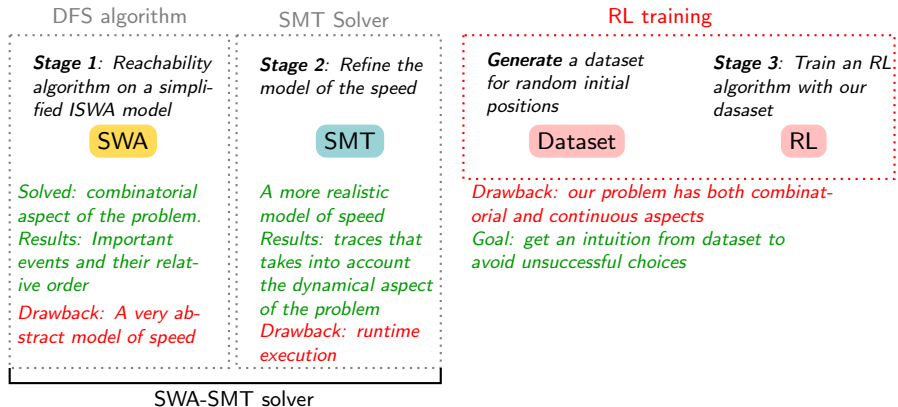 DFS algorithm
Stage 1: Reachability
algorithm on a simpli-
fied ISWA model
SWA
Solved: combinatorial
aspect of the problem.
Results: Important
events and their rela-
tive order
Drawback: A very ab-
stract model of speed
SMT Solver
Stage 2: Refine the
model of the speed
SMT
A more realistic
model of speed
Results: traces that
takes into account
the dynamical aspect
of the problem
Drawback: runtime
execution
SWA-SMT solver
RL training
Generate a dataset
for random initial
positions
Dataset
Stage 3: Train an RL
algorithm with our
dasaset
RL
Drawback: our problem has both combinat-
orial and continuous aspects
Goal: get an intuition from dataset to
avoid unsuccessful choices